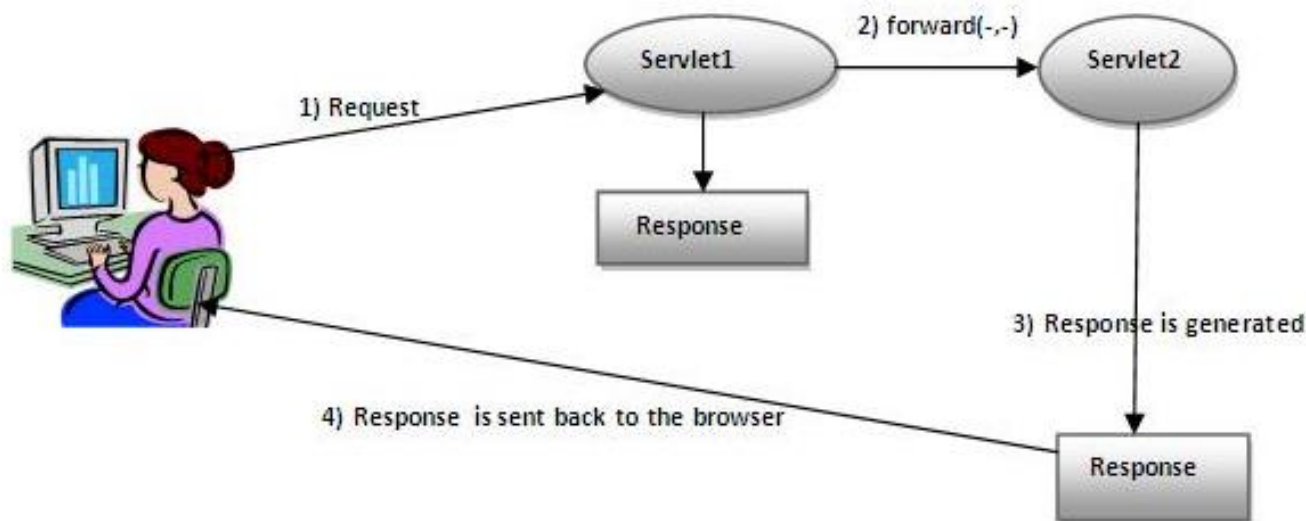 2) forward(-,-)
Servlet1
Servlet2
1) Request
Response
3) Response is generated
4) Response is sent back to the browser
Response